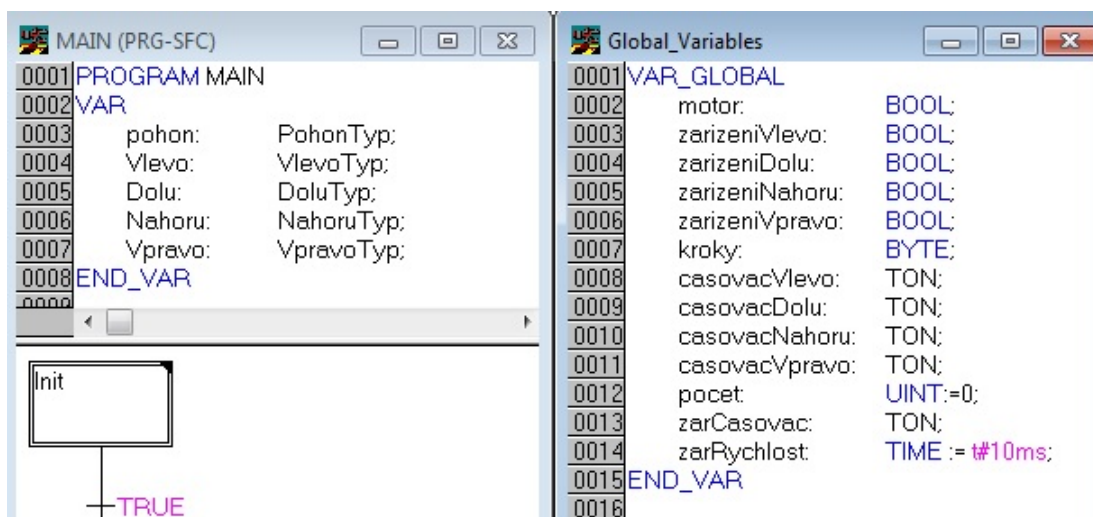 MAIN (PRG-SFC)
0001 PROGRAM MAIN
0002 VAR
0003 pohon: PohonTyp;
0004 Vlevo: VlevoTyp;
0005 Dolu: DoluTyp;
0006 Nahoru: NahoruTyp;
0007 Vpravo: VpravoTyp;
0008 END_VAR
Init
TRUE
Global_Variables
0001 VAR_GLOBAL
0002 motor: BOOL;
0003 zarizeniVlevo: BOOL;
0004 zarizeniDolu: BOOL;
0005 zarizeniNahoru: BOOL;
0006 zarizeniVpravo: BOOL;
0007 kroky: BYTE;
0008 casovacVlevo: TON;
0009 casovacDolu: TON;
0010 casovacNahoru: TON;
0011 casovacVpravo: TON;
0012 pocet: UINT:=0;
0013 zarCasovac: TON;
0014 zarRychlost: TIME := t#10ms;
0015 END_VAR
0016